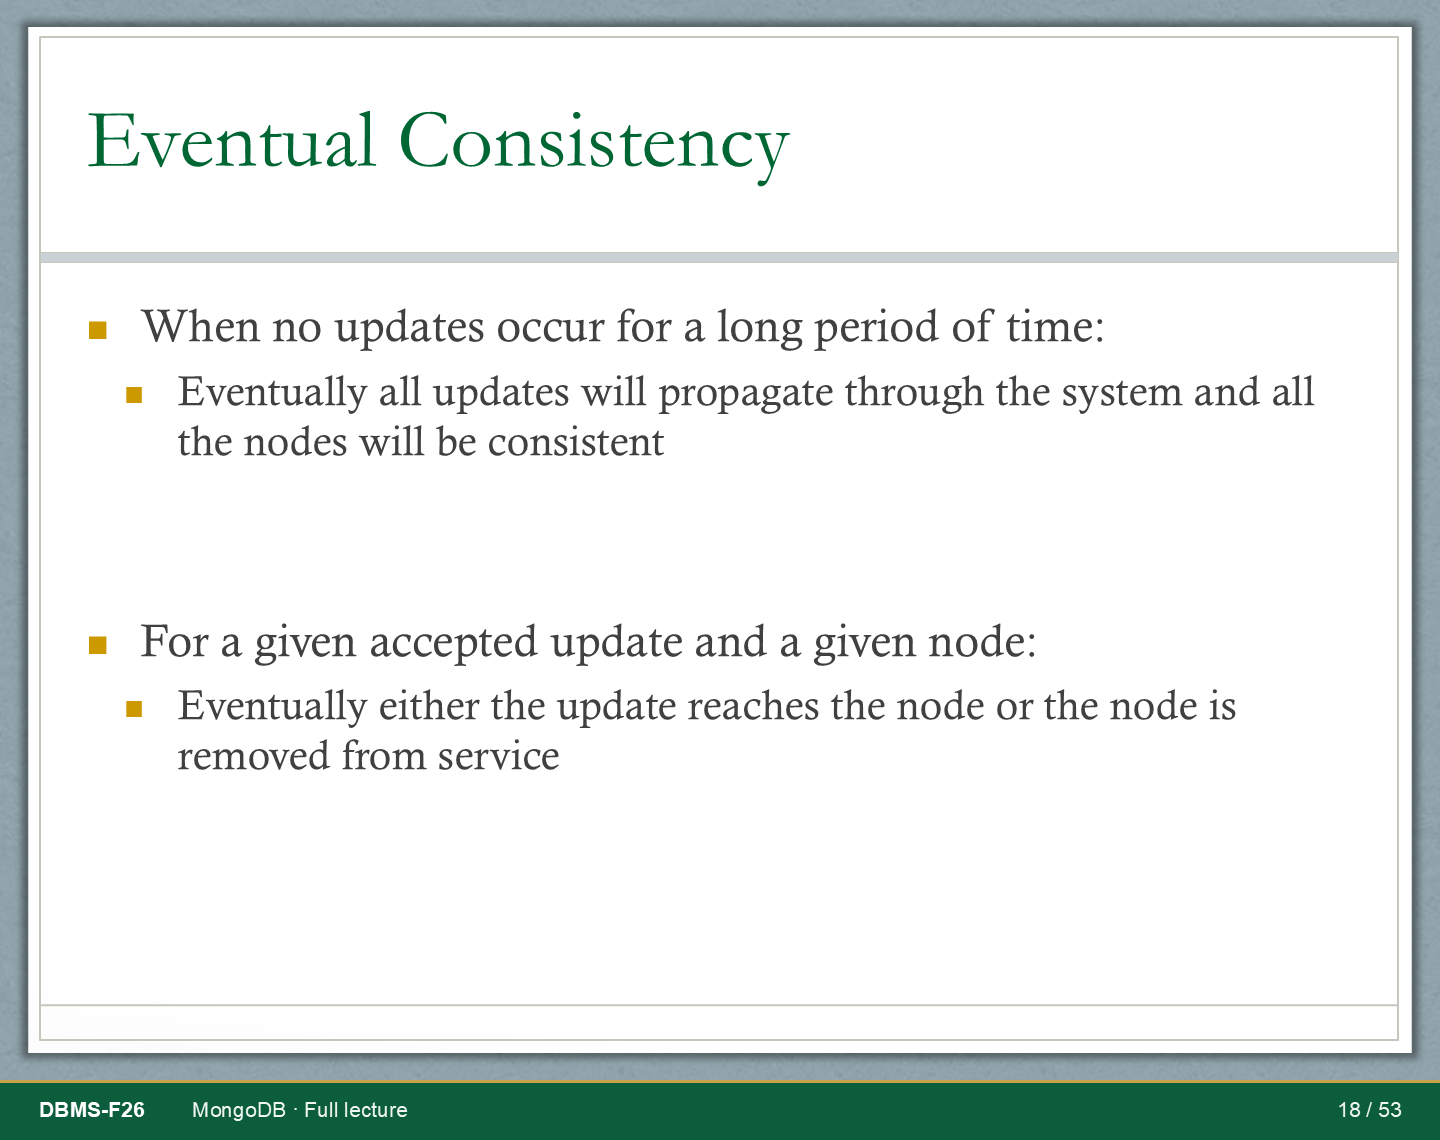 Eventual Consistency
When no updates occur for a long period of time:
Eventually all updates will propagate through the system and all
the nodes will be consistent
For a given accepted update and a given node:
Eventually either the update reaches the node or the node is
removed from service
DBMS-F26 MongoDB · Full lecture 18 / 53